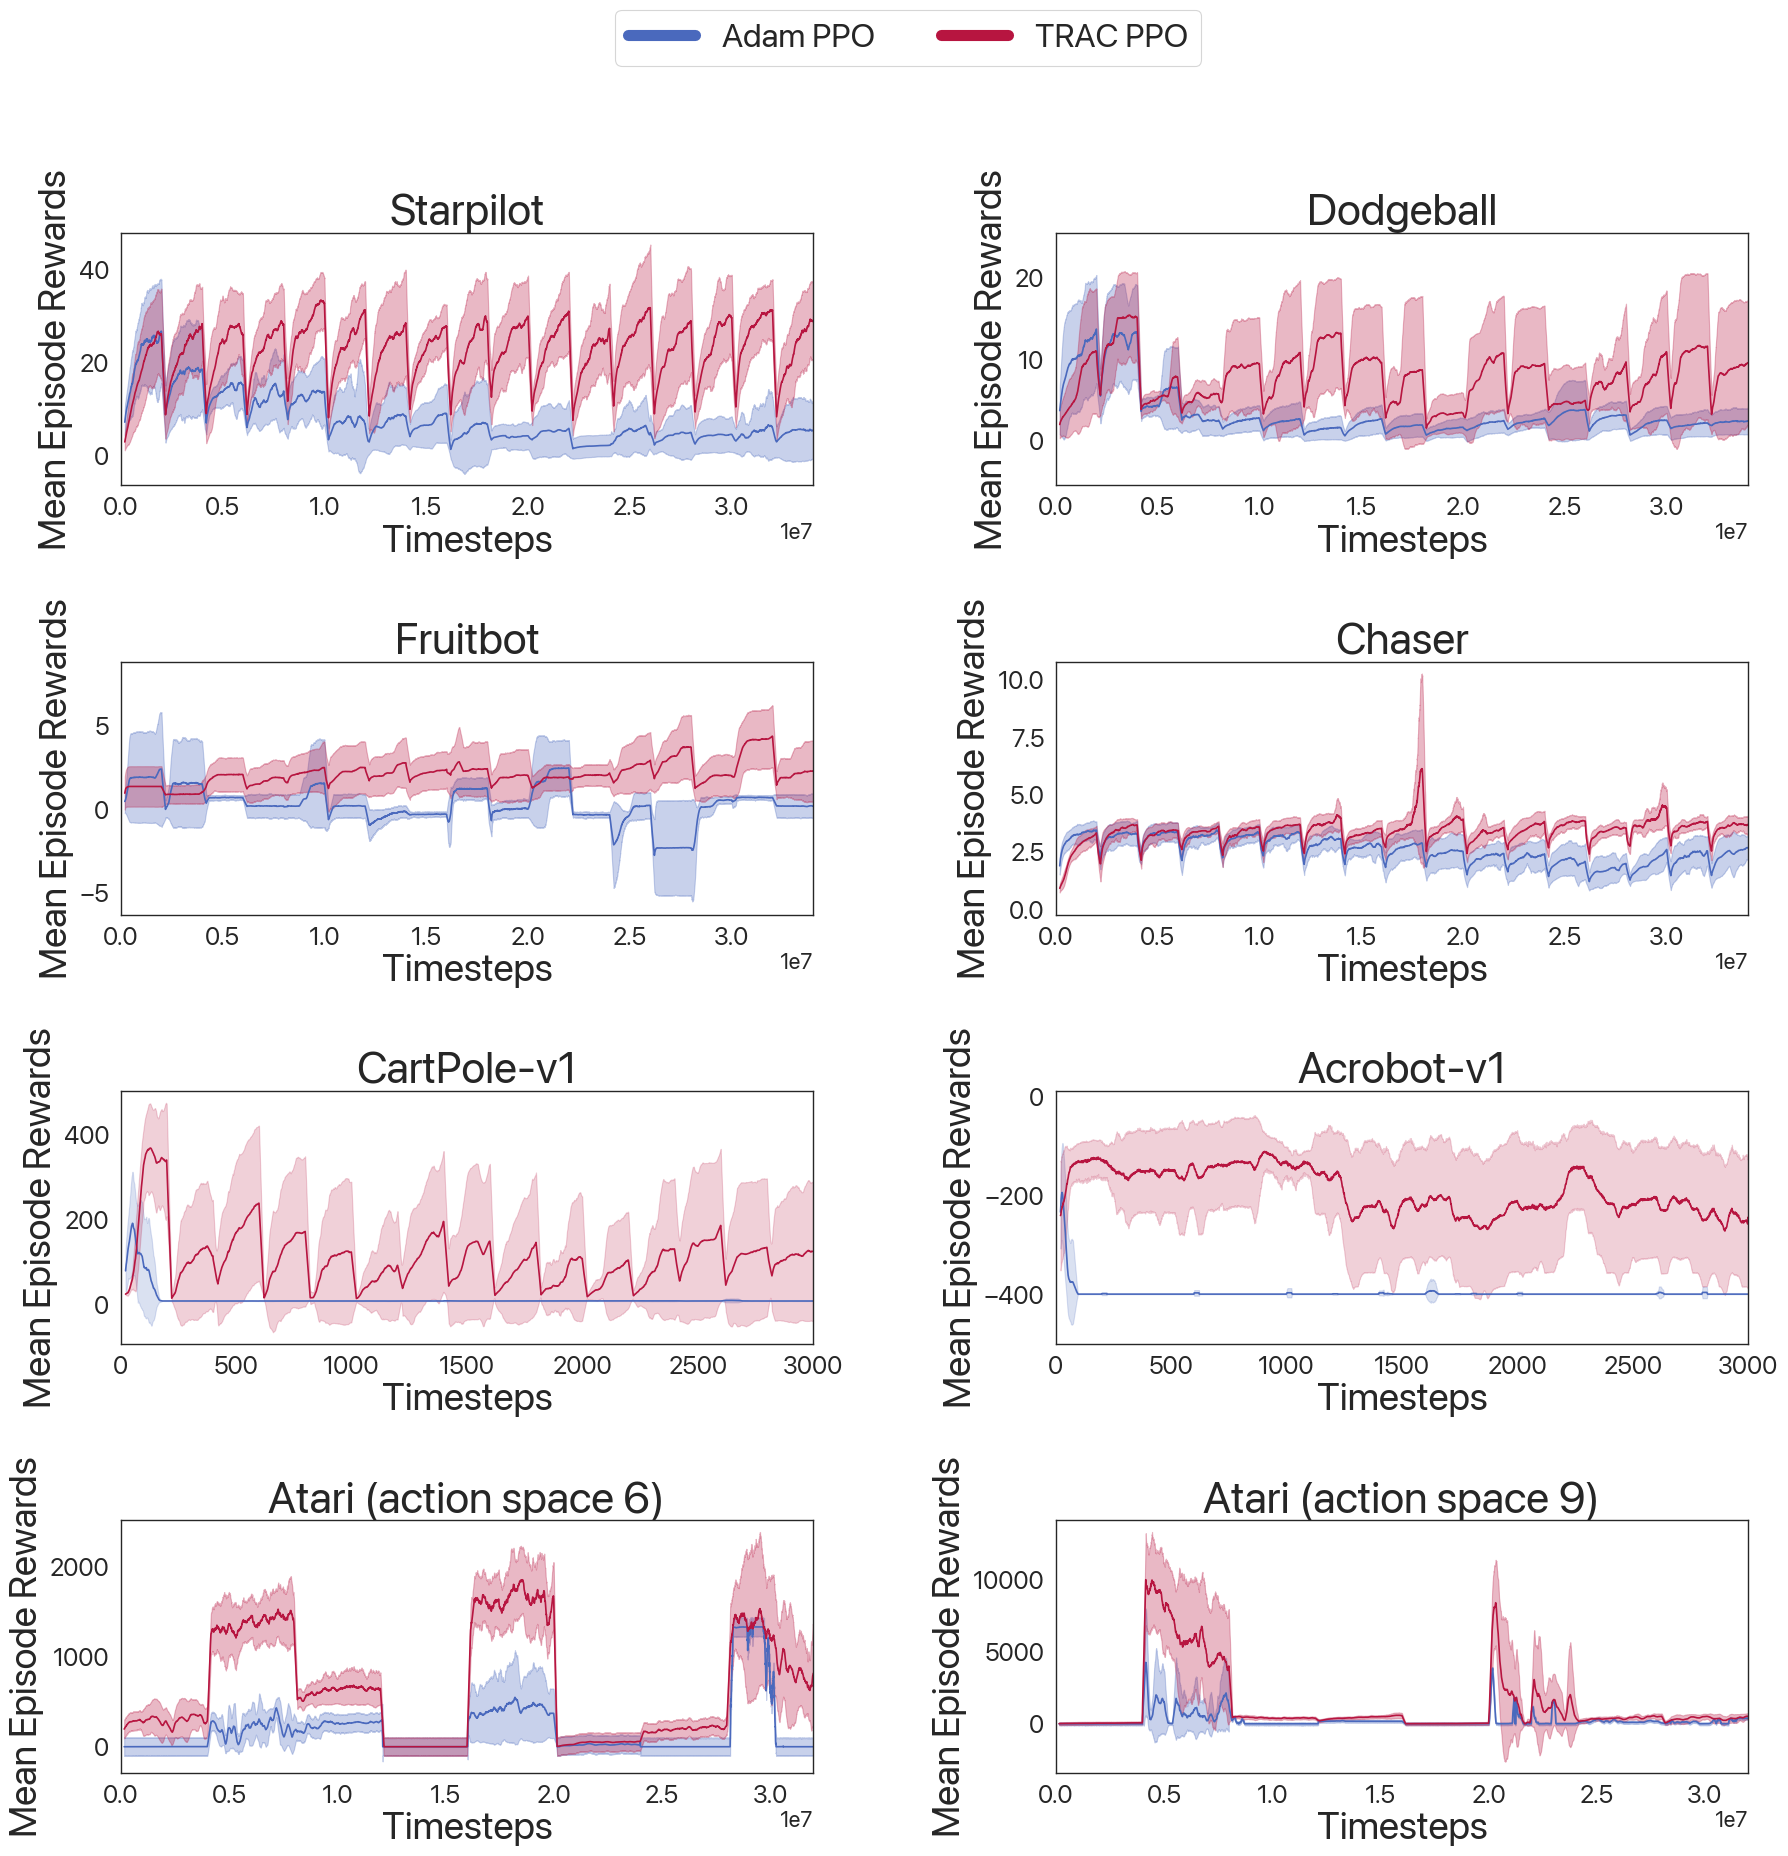 Adam PPO
TRAC PPO
Starpilot
Mean Episode Rewards
40
20
0
0.0 0.5 1.0 1.5 2.0 2.5 3.0
1e7
Timesteps
Dodgeball
Mean Episode Rewards
20
10
0
0.0 0.5 1.0 1.5 2.0 2.5 3.0
1e7
Timesteps
Fruitbot
Mean Episode Rewards
5
0
−5
0.0 0.5 1.0 1.5 2.0 2.5 3.0
1e7
Timesteps
Chaser
Mean Episode Rewards
10.0
7.5
5.0
2.5
0.0
0.0 0.5 1.0 1.5 2.0 2.5 3.0
1e7
Timesteps
CartPole-v1
Mean Episode Rewards
400
200
0
0 500 1000 1500 2000 2500 3000
Timesteps
Acrobot-v1
Mean Episode Rewards
0
−200
−400
0 500 1000 1500 2000 2500 3000
Timesteps
Atari (action space 6)
Mean Episode Rewards
2000
1000
0
0.0 0.5 1.0 1.5 2.0 2.5 3.0
1e7
Timesteps
Atari (action space 9)
Mean Episode Rewards
10000
5000
0
0.0 0.5 1.0 1.5 2.0 2.5 3.0
1e7
Timesteps